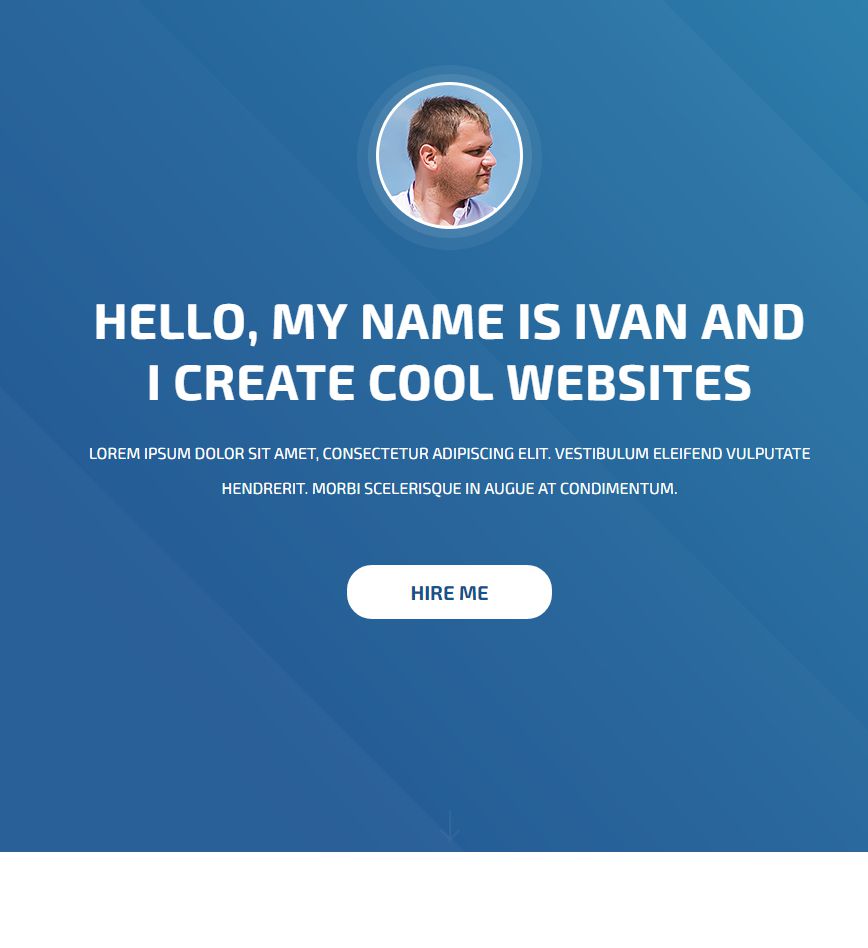 HELLO, MY NAME IS IVAN AND
I CREATE COOL WEBSITES
LOREM IPSUM DOLOR SIT AMET, CONSECTETUR ADIPISCING ELIT. VESTIBULUM ELEIFEND VULPUTATE
HENDRERIT. MORBI SCELERISQUE IN AUGUE AT CONDIMENTUM.
HIRE ME